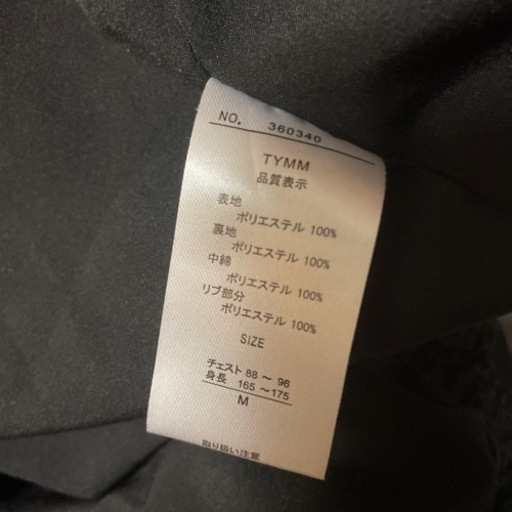 NO. 360340
TYMM
品質表示
表地
ポリエステル 100%
裏地
ポリエステル 100%
中綿
ポリエステル 100%
リブ部分
ポリエステル 100%
SIZE
チェスト 88 ～ 96
身長 165 ～175
M
取り扱い注意